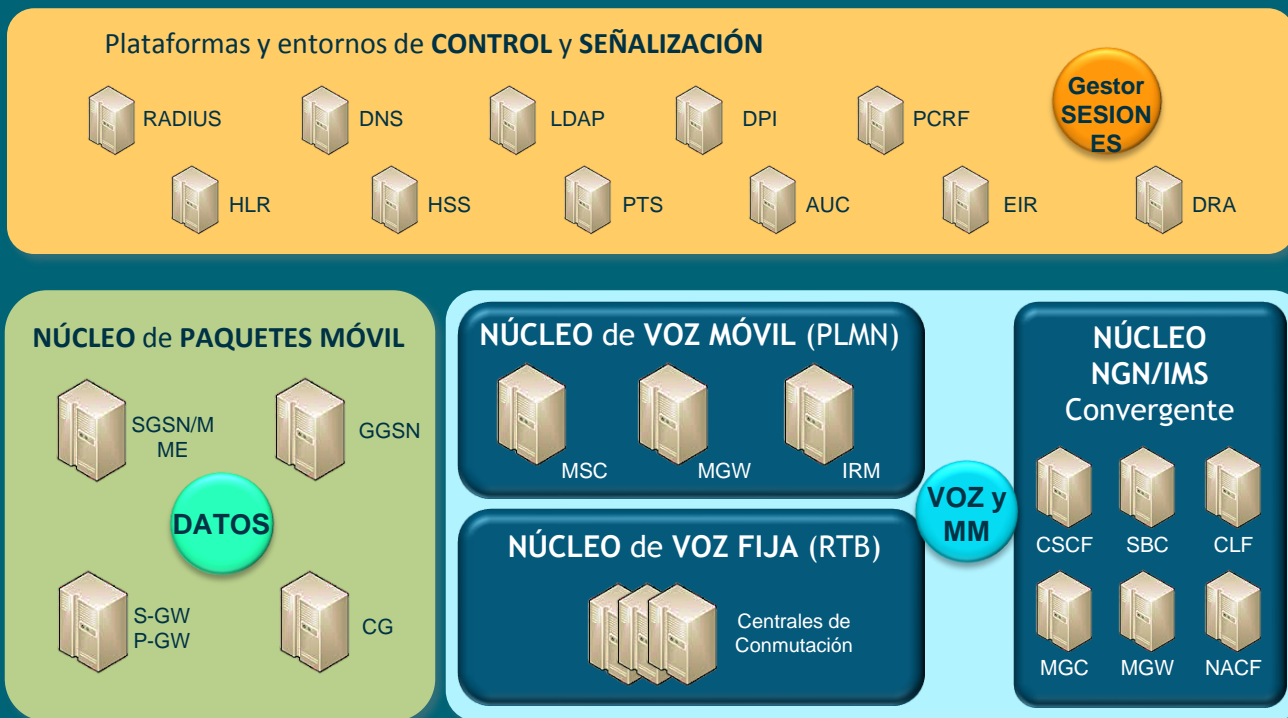 Plataformas y entornos de CONTROL y SEÑALIZACIÓN
Gestor
SESION
ES
RADIUS
DNS
LDAP
DPI
PCRF
HLR
HSS
PTS
AUC
EIR
DRA
NÚCLEO de PAQUETES MÓVIL
SGSN/M
ME
GGSN
DATOS
S-GW
P-GW
CG
NÚCLEO de VOZ MÓVIL (PLMN)
MSC
MGW
IRM
NÚCLEO de VOZ FIJA (RTB)
Centrales de
Conmutación
VOZ y
MM
NÚCLEO
NGN/IMS
Convergente
CSCF
SBC
CLF
MGC
MGW
NACF